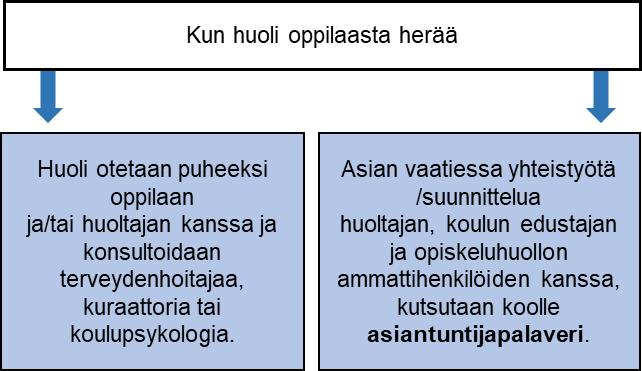 Kun huoli oppilaasta herää
Huoli otetaan puheeksi
oppilaan
ja/tai huoltajan kanssa ja
konsultoidaan
terveydenhoitajaa,
kuraattoria tai
koulupsykologia.
Asian vaatiessa yhteistyötä
/suunnittelua
huoltajan, koulun edustajan
ja opiskeluhuollon
ammattihenkilöiden kanssa,
kutsutaan koolle
asiantuntijapalaveri.